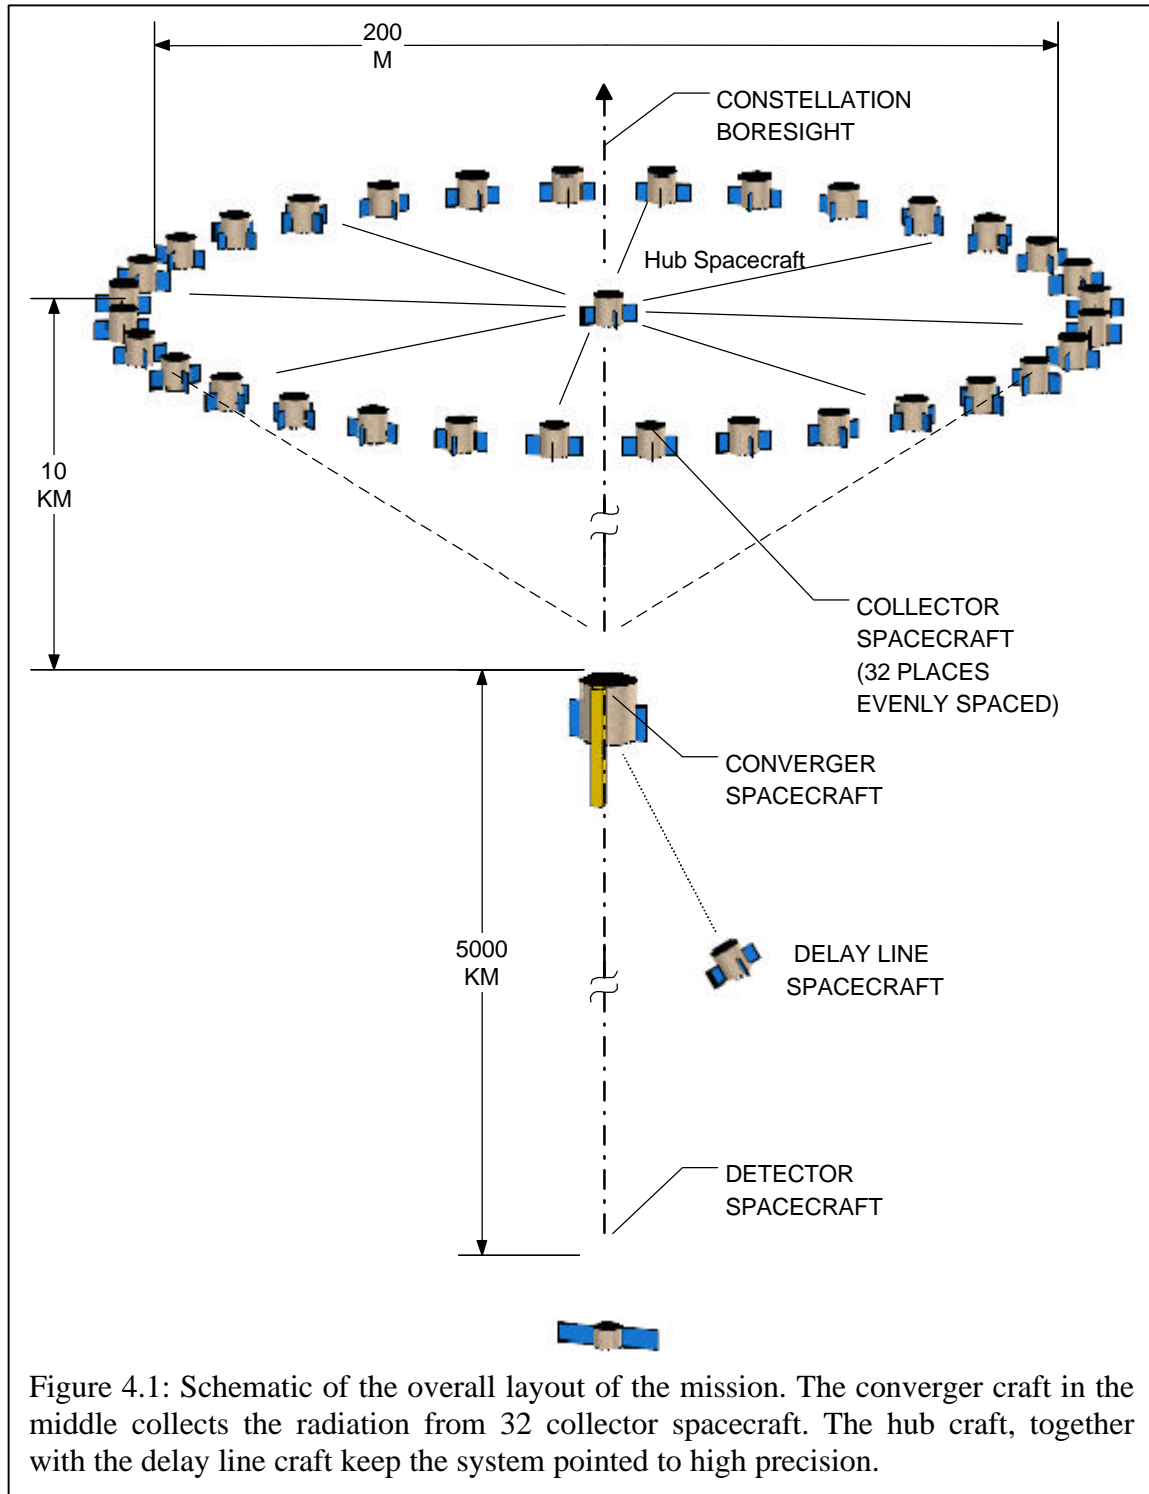 200
M
CONSTELLATION
BORESIGHT
Hub Spacecraft
10
KM
COLLECTOR
SPACECRAFT
(32 PLACES
EVENLY SPACED)
CONVERGER
SPACECRAFT
5000
KM
DELAY LINE
SPACECRAFT
DETECTOR
SPACECRAFT
Figure 4.1: Schematic of the overall layout of the mission. The converger craft in the
middle collects the radiation from 32 collector spacecraft. The hub craft, together
with the delay line craft keep the system pointed to high precision.